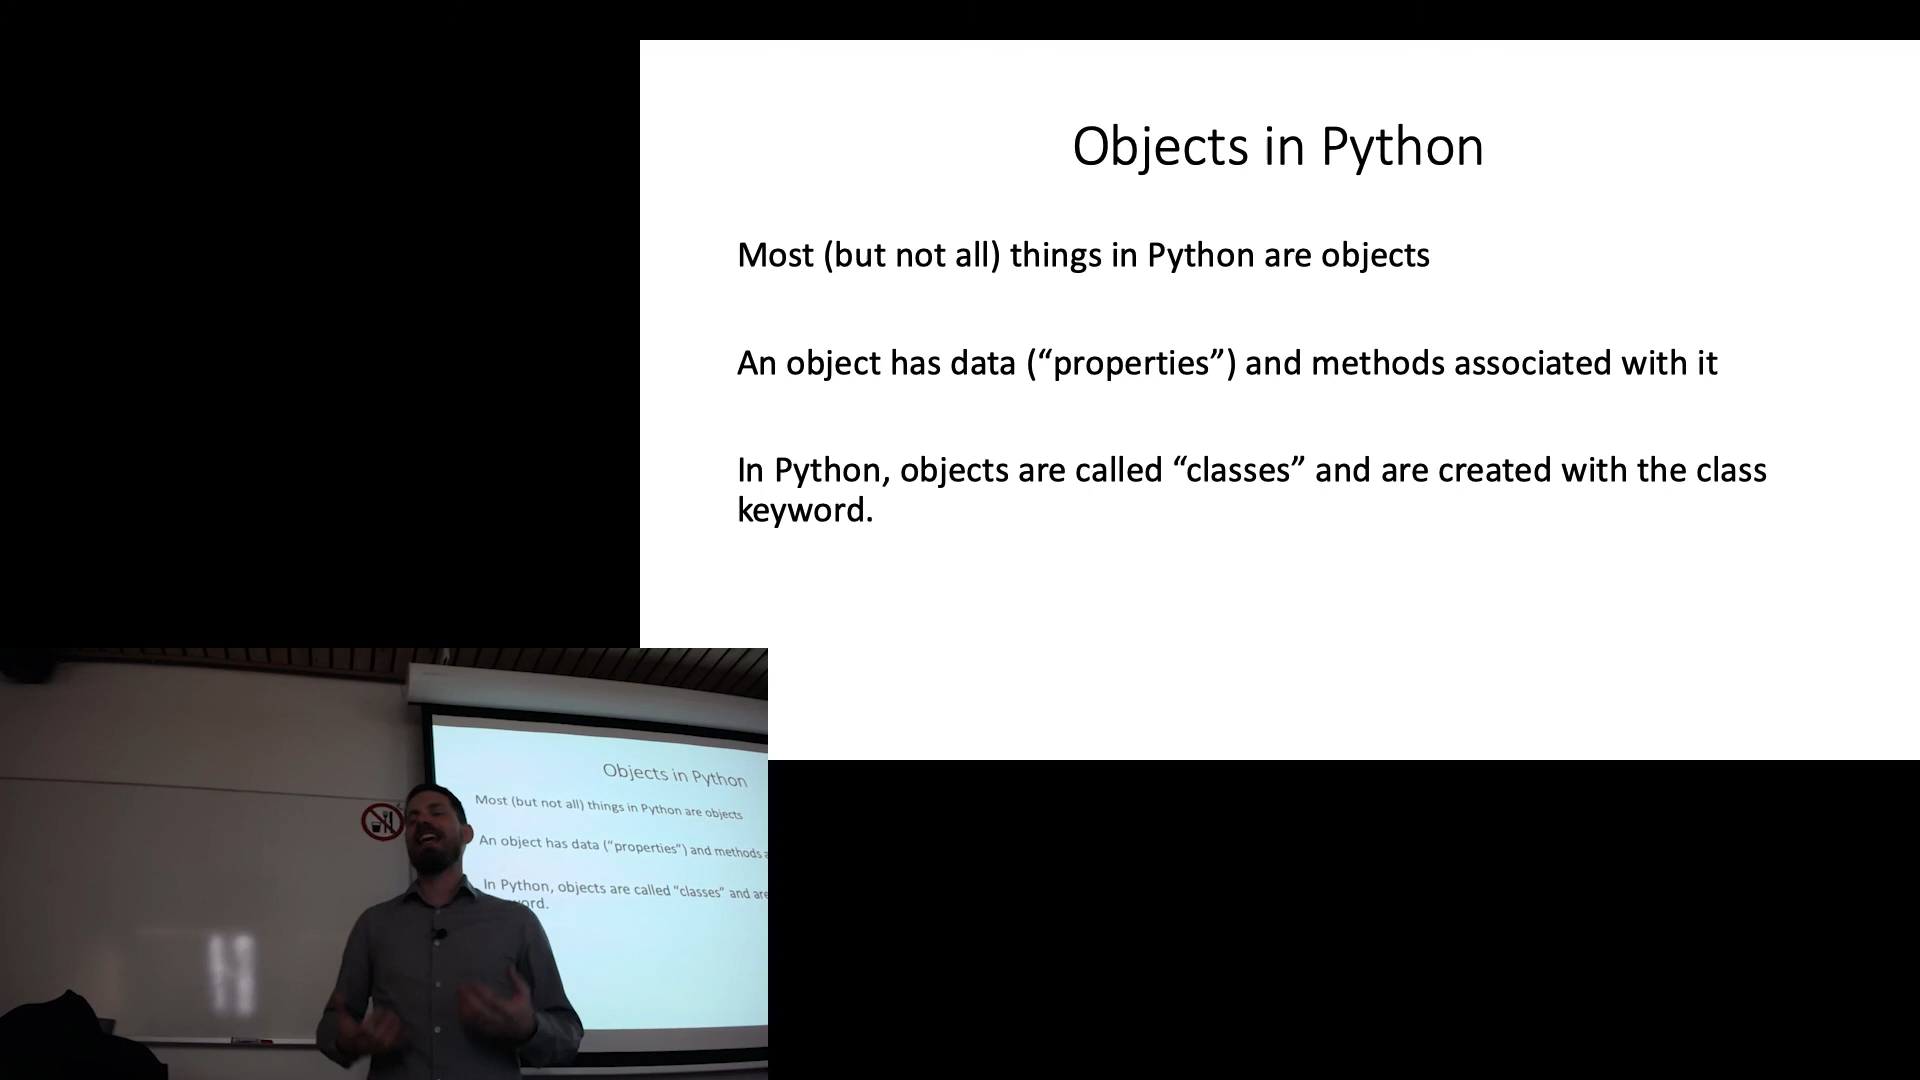 Objects in Python
Most (but not all) things in Python are objects
An object has data (“properties”) and methods associated with it
In Python, objects are called “classes” and are created with the class
keyword.
Objects in Python
Most (but not all) things in Python are objects
An object has data (“properties”) and methods
In Python, objects are called “classes” and are
word.